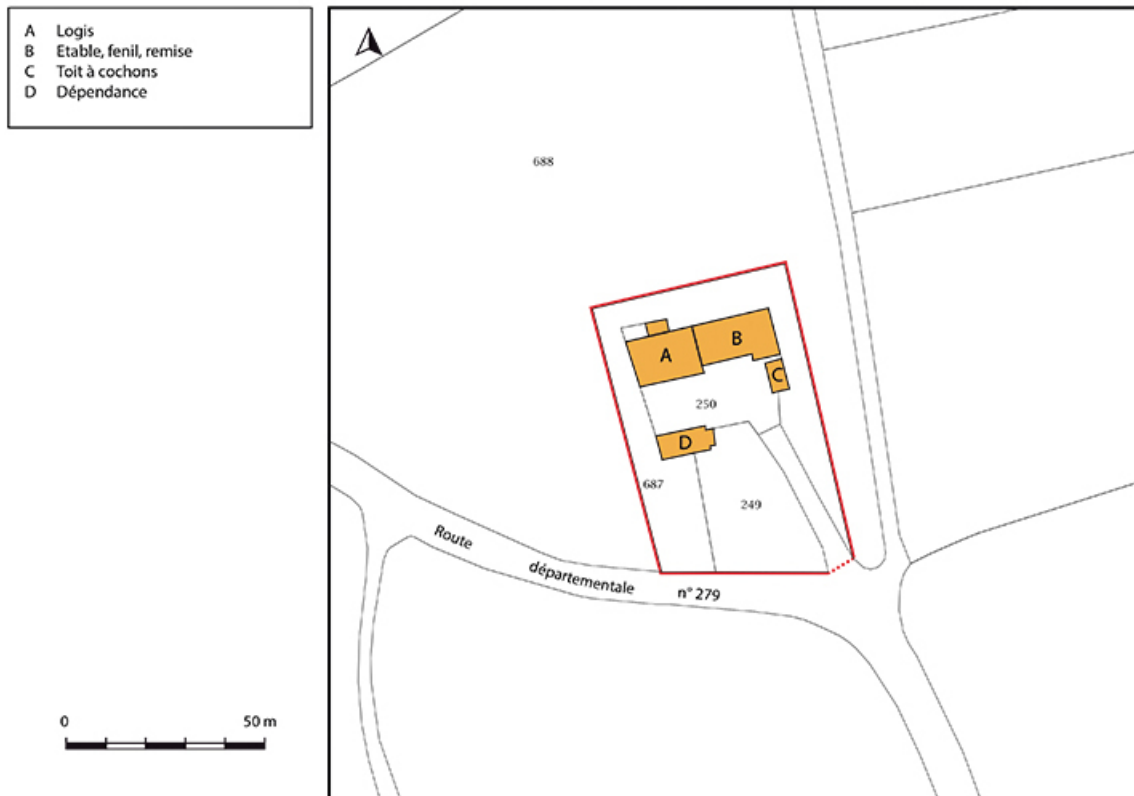 A Logis
B Etable, fenil, remise
C Toit à cochons
D Dépendance
688
A
B
C
250
D
687
249
Route
départementale
n° 279
0 50 m